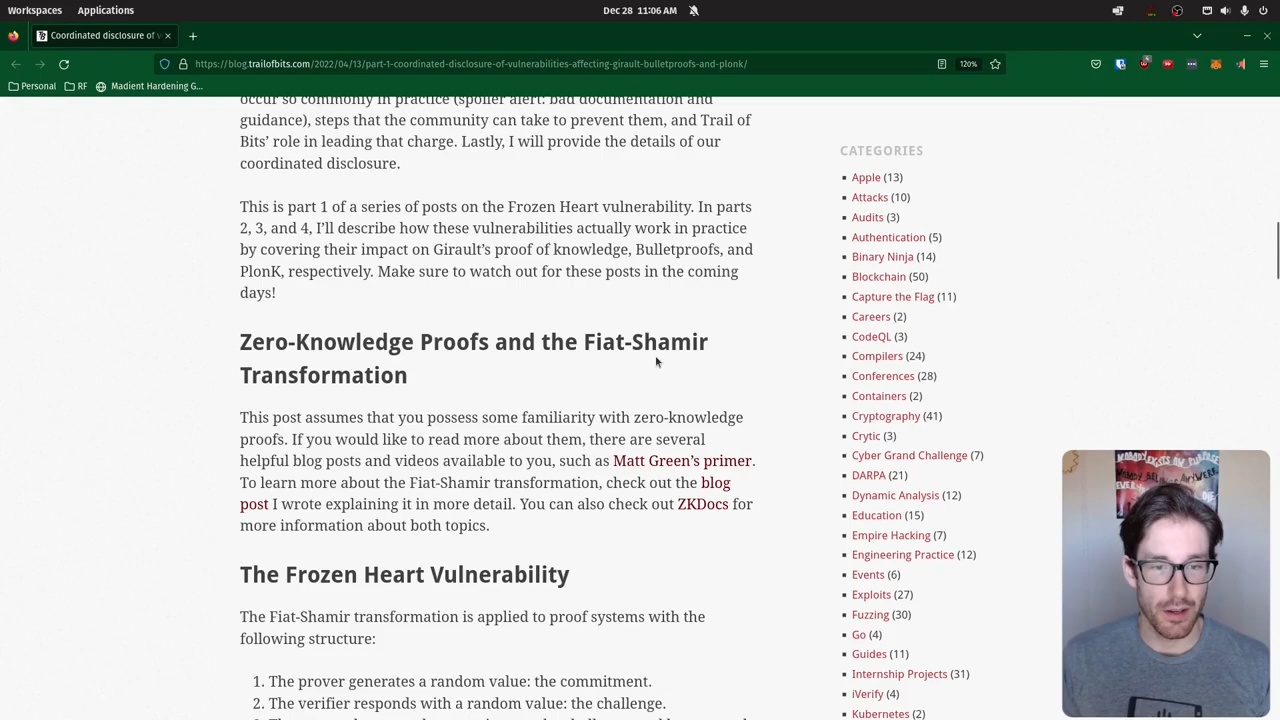 Workspaces
Applications
Dec 28 11:06 AM
Coordinated disclosure of v
https://blog.trailofbits.com/2022/04/13/part-1-coordinated-disclosure-of-vulnerabilities-affecting-girault-bulletproofs-and-plonk/
120%
Personal
RF
Madient Hardening G...
occur so commonly in practice (spoiler alert: bad documentation and
guidance), steps that the community can take to prevent them, and Trail of
Bits’ role in leading that charge. Lastly, I will provide the details of our
coordinated disclosure.
This is part 1 of a series of posts on the Frozen Heart vulnerability. In parts
2, 3, and 4, I’ll describe how these vulnerabilities actually work in practice
by covering their impact on Girault’s proof of knowledge, Bulletproofs, and
PlonK, respectively. Make sure to watch out for these posts in the coming
days!
Zero-Knowledge Proofs and the Fiat-Shamir
Transformation
This post assumes that you possess some familiarity with zero-knowledge
proofs. If you would like to read more about them, there are several
helpful blog posts and videos available to you, such as Matt Green’s primer.
To learn more about the Fiat-Shamir transformation, check out the blog
post I wrote explaining it in more detail. You can also check out ZKDocs for
more information about both topics.
The Frozen Heart Vulnerability
The Fiat-Shamir transformation is applied to proof systems with the
following structure:
1. The prover generates a random value: the commitment.
2. The verifier responds with a random value: the challenge.
CATEGORIES
Apple (13)
Attacks (10)
Audits (3)
Authentication (5)
Binary Ninja (14)
Blockchain (50)
Capture the Flag (11)
Careers (2)
CodeQL (3)
Compilers (24)
Conferences (28)
Containers (2)
Cryptography (41)
Crytic (3)
Cyber Grand Challenge (7)
DARPA (21)
Dynamic Analysis (12)
Education (15)
Empire Hacking (7)
Engineering Practice (12)
Events (6)
Exploits (27)
Fuzzing (30)
Go (4)
Guides (11)
Internship Projects (31)
iVerify (4)
Kubernetes (2)
NOBODY EXISTS ON PURPOSE